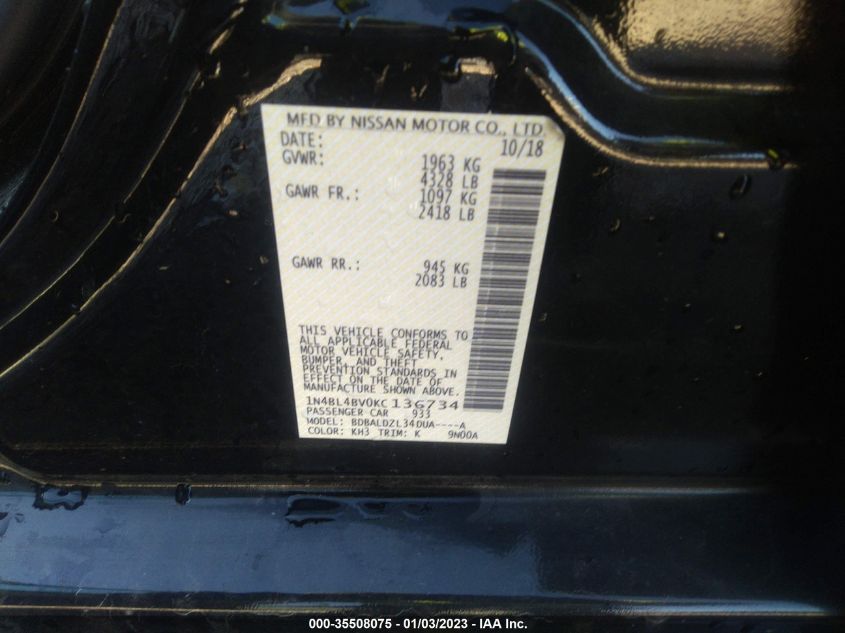 MFD BY NISSAN MOTOR CO., LTD.
DATE: 10/18
GVWR: 1963 KG
4328 LB
GAWR FR.: 1097 KG
2418 LB
GAWR RR.: 945 KG
2083 LB
THIS VEHICLE CONFORMS TO
ALL APPLICABLE FEDERAL
MOTOR VEHICLE SAFETY,
BUMPER, AND THEFT
PREVENTION STANDARDS IN
EFFECT ON THE DATE OF
MANUFACTURE SHOWN ABOVE.
1N4BL4BV0KC 136734
PASSENGER CAR 933
MODEL: BDBALDZL34DUA----A
COLOR: KH3 TRIM: K 9N00A
000-35508075 - 01/03/2023 - IAA Inc.